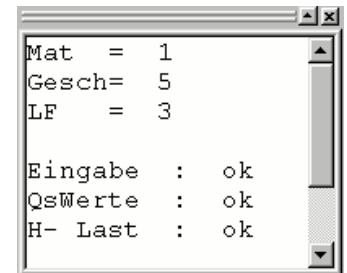 Mat  =  1
Gesch=  5
LF   =  3
Eingabe  :  ok
QsWerte  :  ok
H- Last  :  ok